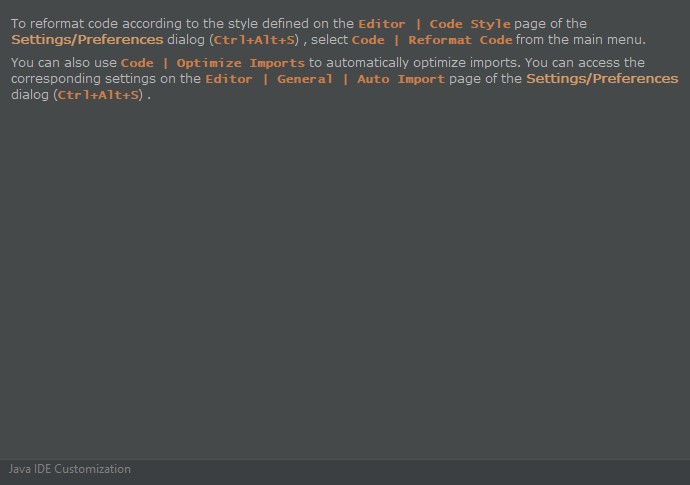 To reformat code according to the style defined on the Editor | Code Style page of the
Settings/Preferences dialog (Ctrl+Alt+S) , select Code | Reformat Code from the main menu.
You can also use Code | Optimize Imports to automatically optimize imports. You can access the
corresponding settings on the Editor | General | Auto Import page of the Settings/Preferences
dialog (Ctrl+Alt+S) .
Java IDE Customization